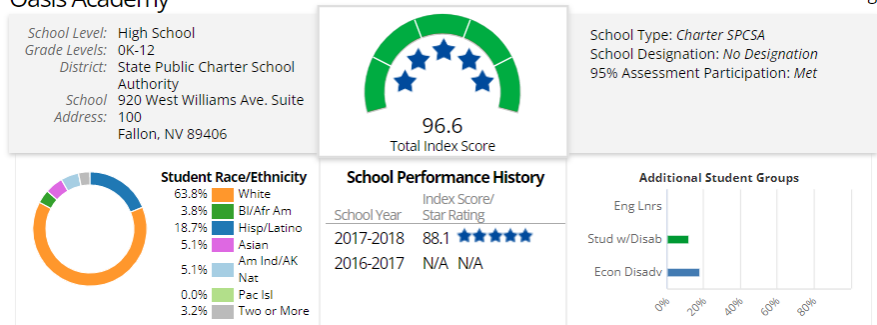 Oasis Academy
School Level: High School
Grade Levels: 0K-12
District: State Public Charter School
Authority
School 920 West Williams Ave. Suite
Address: 100
Fallon, NV 89406
96.6
Total Index Score
School Type: Charter SPCSA
School Designation: No Designation
95% Assessment Participation: Met
Student Race/Ethnicity
63.8% White
3.8% Bl/Afr Am
18.7% Hisp/Latino
5.1% Asian
5.1% Am Ind/AK
Nat
0.0% Pac Isl
3.2% Two or More
School Performance History
Index Score/
School Year Star Rating
2017-2018 88.1
2016-2017 N/A N/A
Additional Student Groups
Eng Lnrs
Stud w/Disab
Econ Disadv
0% 20% 40% 60% 80%